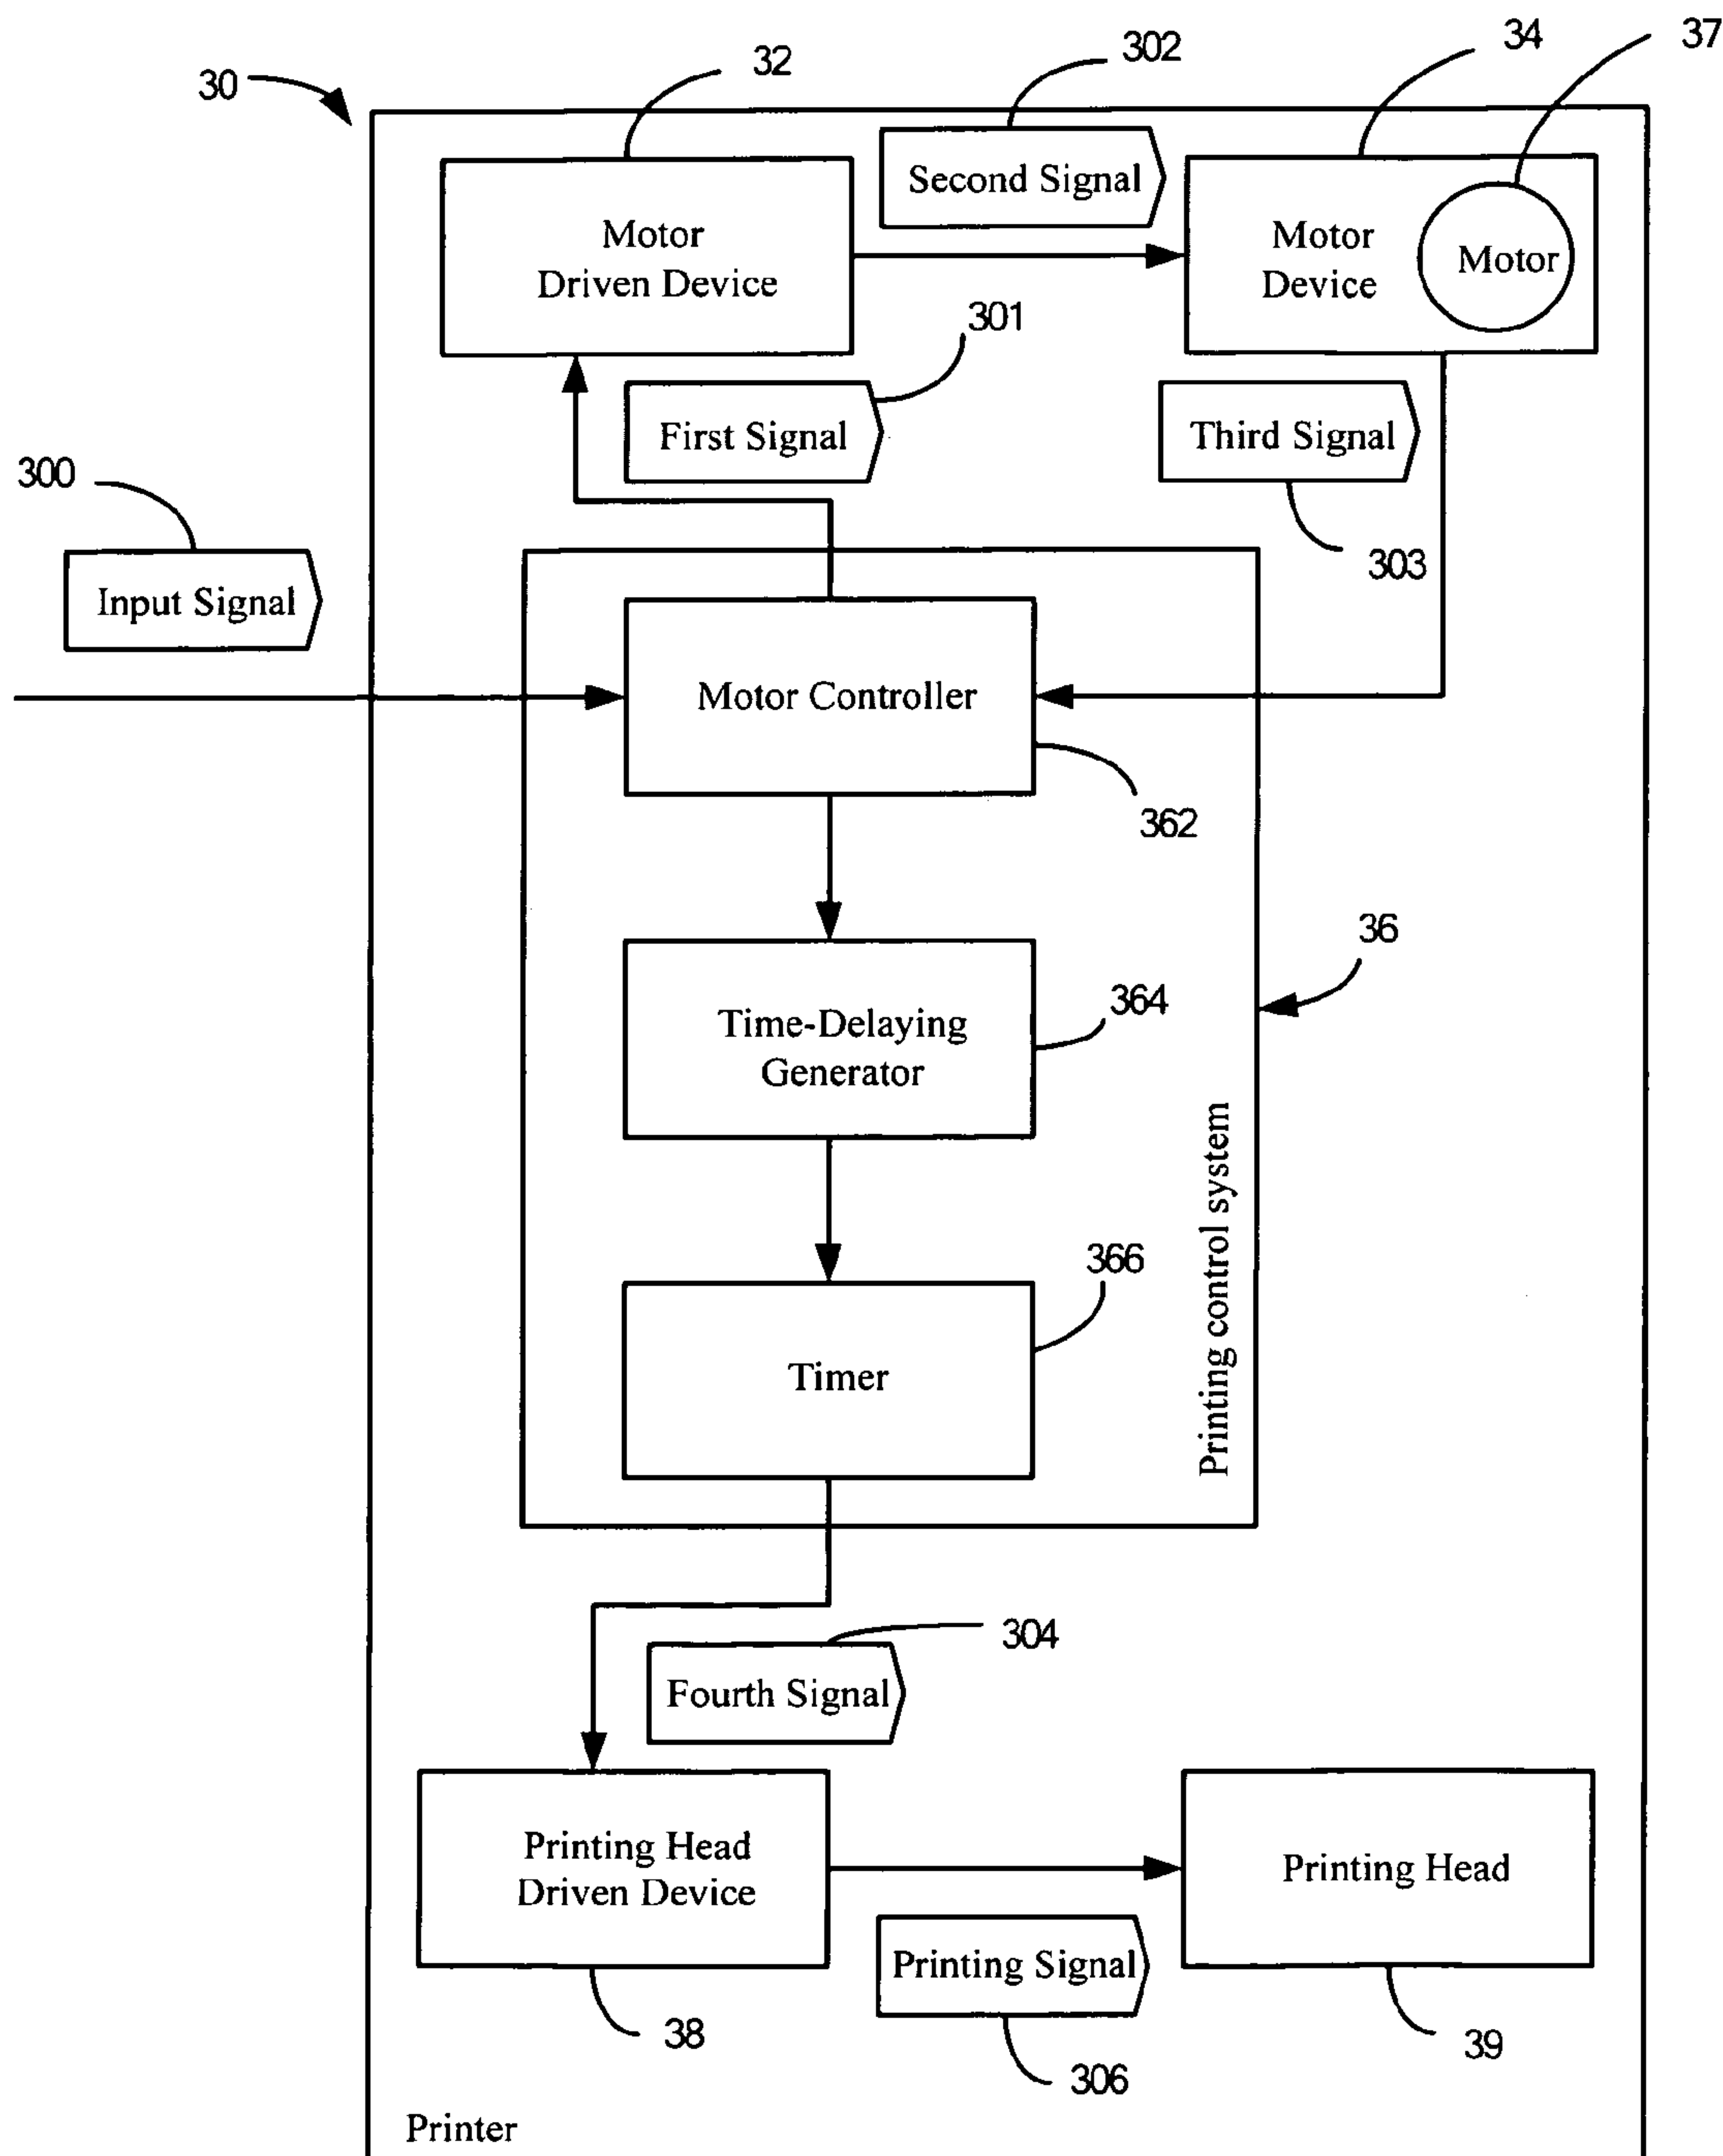 30
32
302
34
37
Second Signal
Motor
Driven Device
Motor
Device
Motor
301
First Signal
Third Signal
300
303
Input Signal
Motor Controller
362
36
Time-Delaying
Generator
364
Printing control system
366
Timer
304
Fourth Signal
Printing Head
Driven Device
Printing Head
Printing Signal
38
39
306
Printer